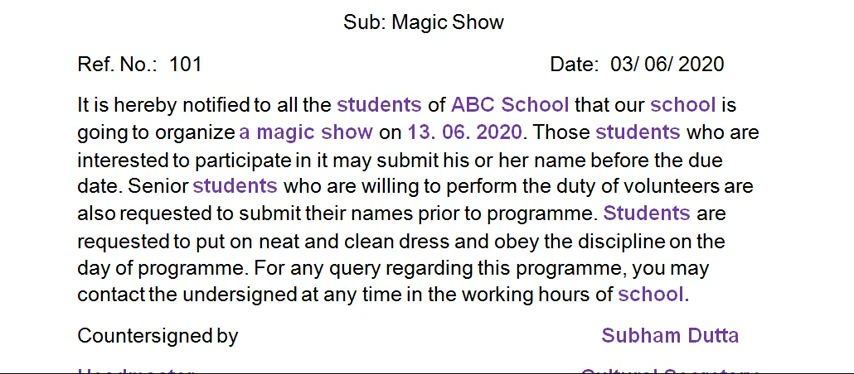 Sub: Magic Show
Ref. No.: 101 Date: 03/ 06/ 2020
It is hereby notified to all the students of ABC School that our school is
going to organize a magic show on 13. 06. 2020. Those students who are
interested to participate in it may submit his or her name before the due
date. Senior students who are willing to perform the duty of volunteers are
also requested to submit their names prior to programme. Students are
requested to put on neat and clean dress and obey the discipline on the
day of programme. For any query regarding this programme, you may
contact the undersigned at any time in the working hours of school.
Countersigned by Subham Dutta
Headmaster Cultural Secretary